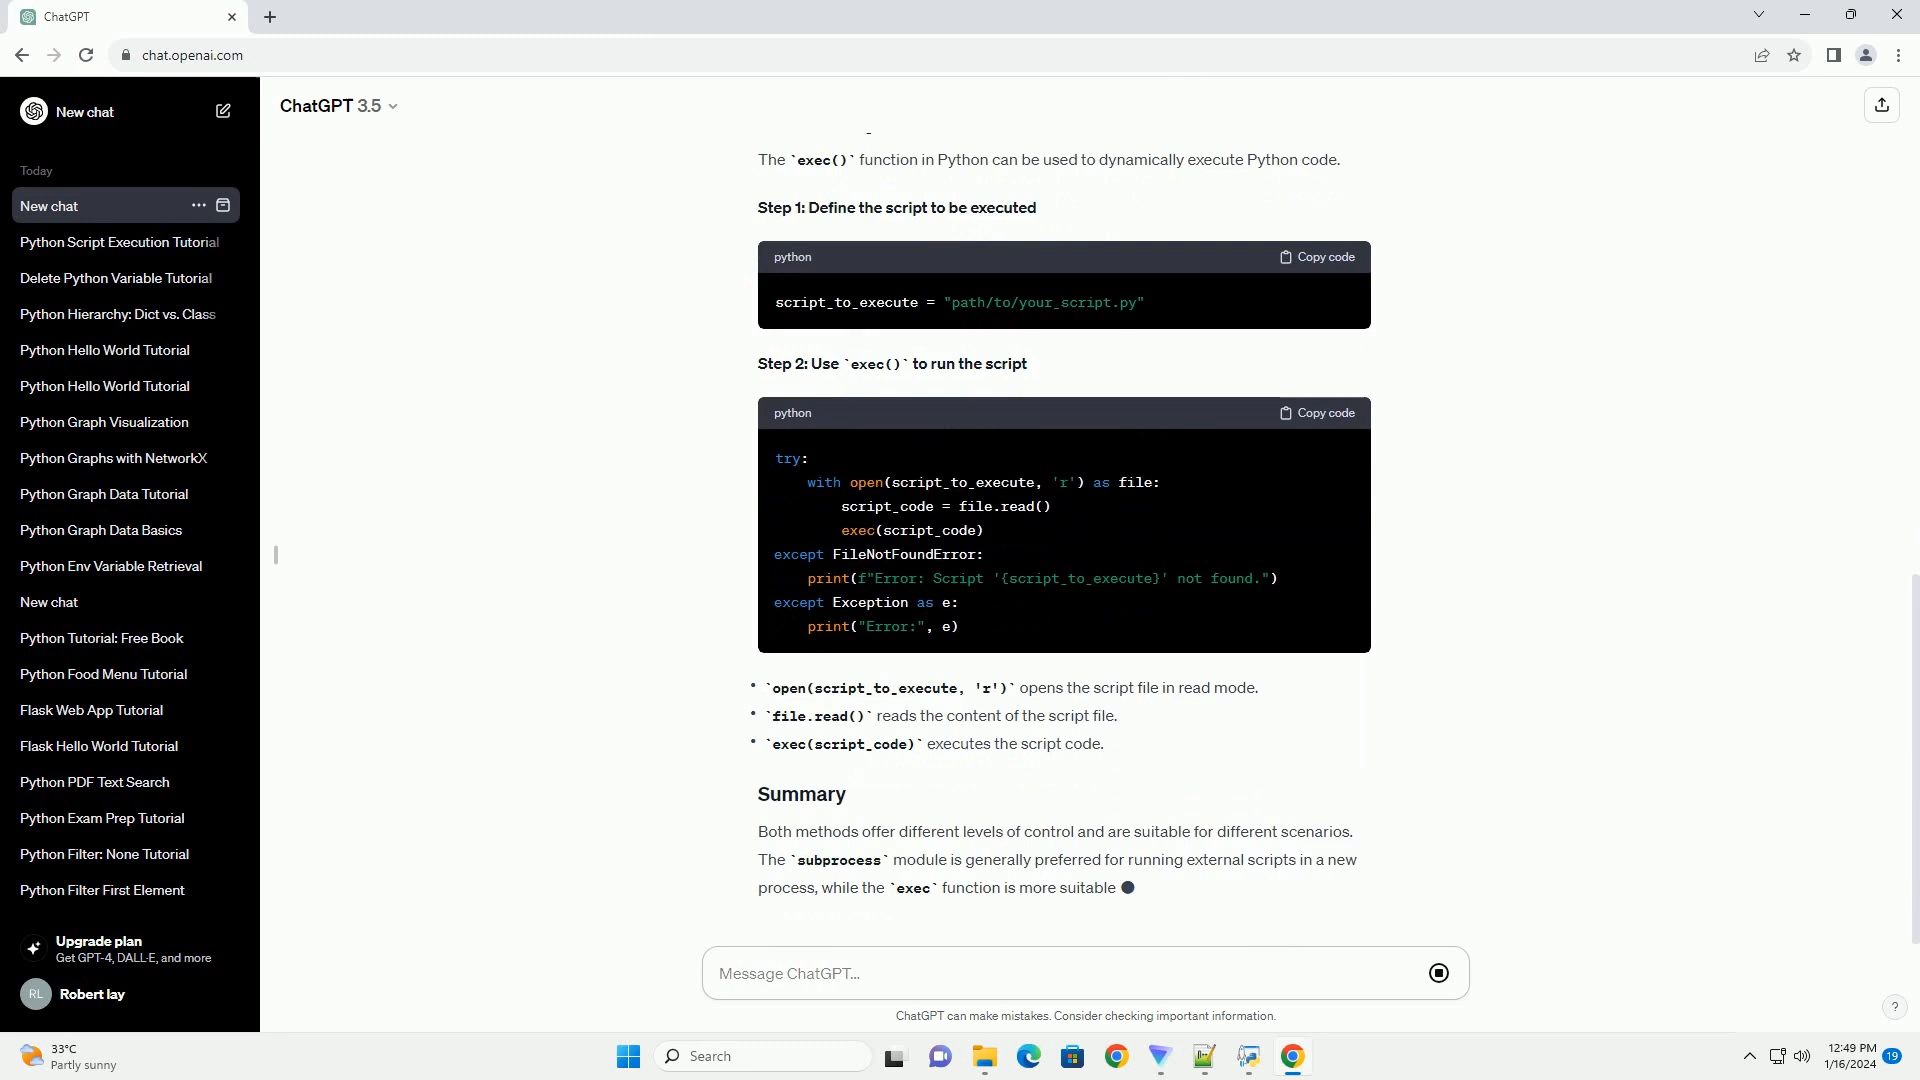 ChatGPT
chat.openai.com
New chat
Today
New chat
Python Script Execution Tutorial
Delete Python Variable Tutorial
Python Hierarchy: Dict vs. Class
Python Hello World Tutorial
Python Hello World Tutorial
Python Graph Visualization
Python Graphs with NetworkX
Python Graph Data Tutorial
Python Graph Data Basics
Python Env Variable Retrieval
New chat
Python Tutorial: Free Book
Python Food Menu Tutorial
Flask Web App Tutorial
Flask Hello World Tutorial
Python PDF Text Search
Python Exam Prep Tutorial
Python Filter: None Tutorial
Python Filter First Element
Upgrade plan
Get GPT-4, DALL·E, and more
RL Robert lay
ChatGPT 3.5
The `exec()` function in Python can be used to dynamically execute Python code.
Step 1: Define the script to be executed
python Copy code
script_to_execute = "path/to/your_script.py"
Step 2: Use `exec()` to run the script
python Copy code
try:
    with open(script_to_execute, 'r') as file:
        script_code = file.read()
        exec(script_code)
except FileNotFoundError:
    print(f"Error: Script '{script_to_execute}' not found.")
except Exception as e:
    print("Error:", e)
• `open(script_to_execute, 'r')` opens the script file in read mode.
• `file.read()` reads the content of the script file.
• `exec(script_code)` executes the script code.
Summary
Both methods offer different levels of control and are suitable for different scenarios.
The `subprocess` module is generally preferred for running external scripts in a new
process, while the `exec` function is more suitable
Message ChatGPT...
ChatGPT can make mistakes. Consider checking important information.
?
33°C
Partly sunny
Search
12:49 PM
1/16/2024
19